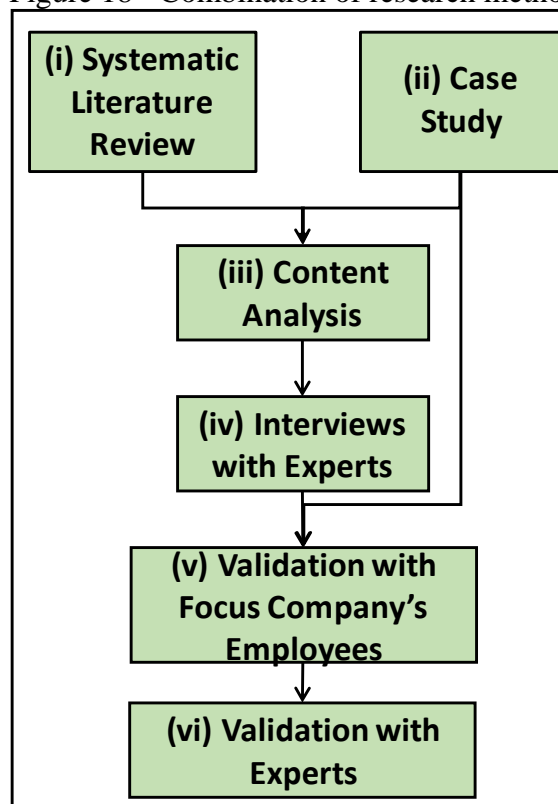 Figure 18 - Combination of research metho
(i) Systematic
Literature
Review
(ii) Case
Study
(iii) Content
Analysis
(iv) Interviews
with Experts
(v) Validation with
Focus Company's
Employees
(vi) Validation with
Experts